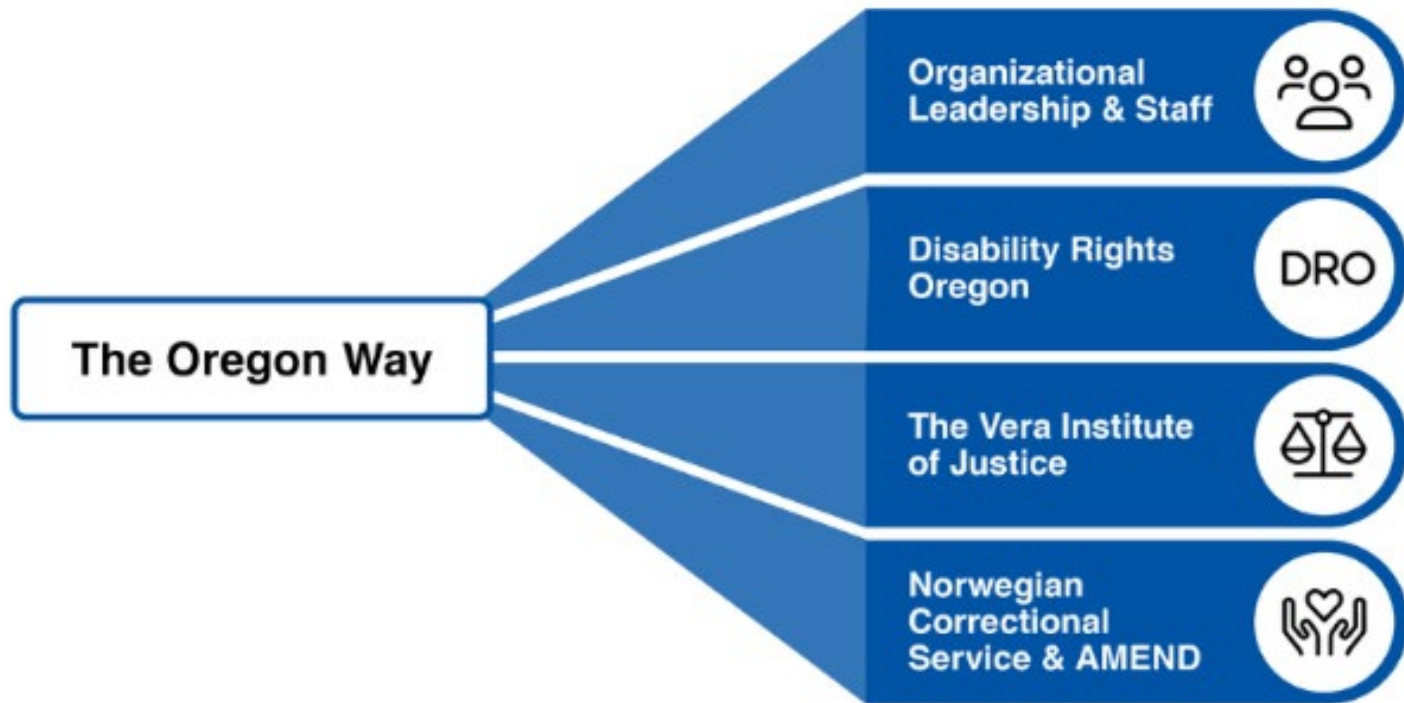 The Oregon Way
Organizational
Leadership & Staff
Disability Rights
Oregon
DRO
The Vera Institute
of Justice
Norwegian
Correctional
Service & AMEND